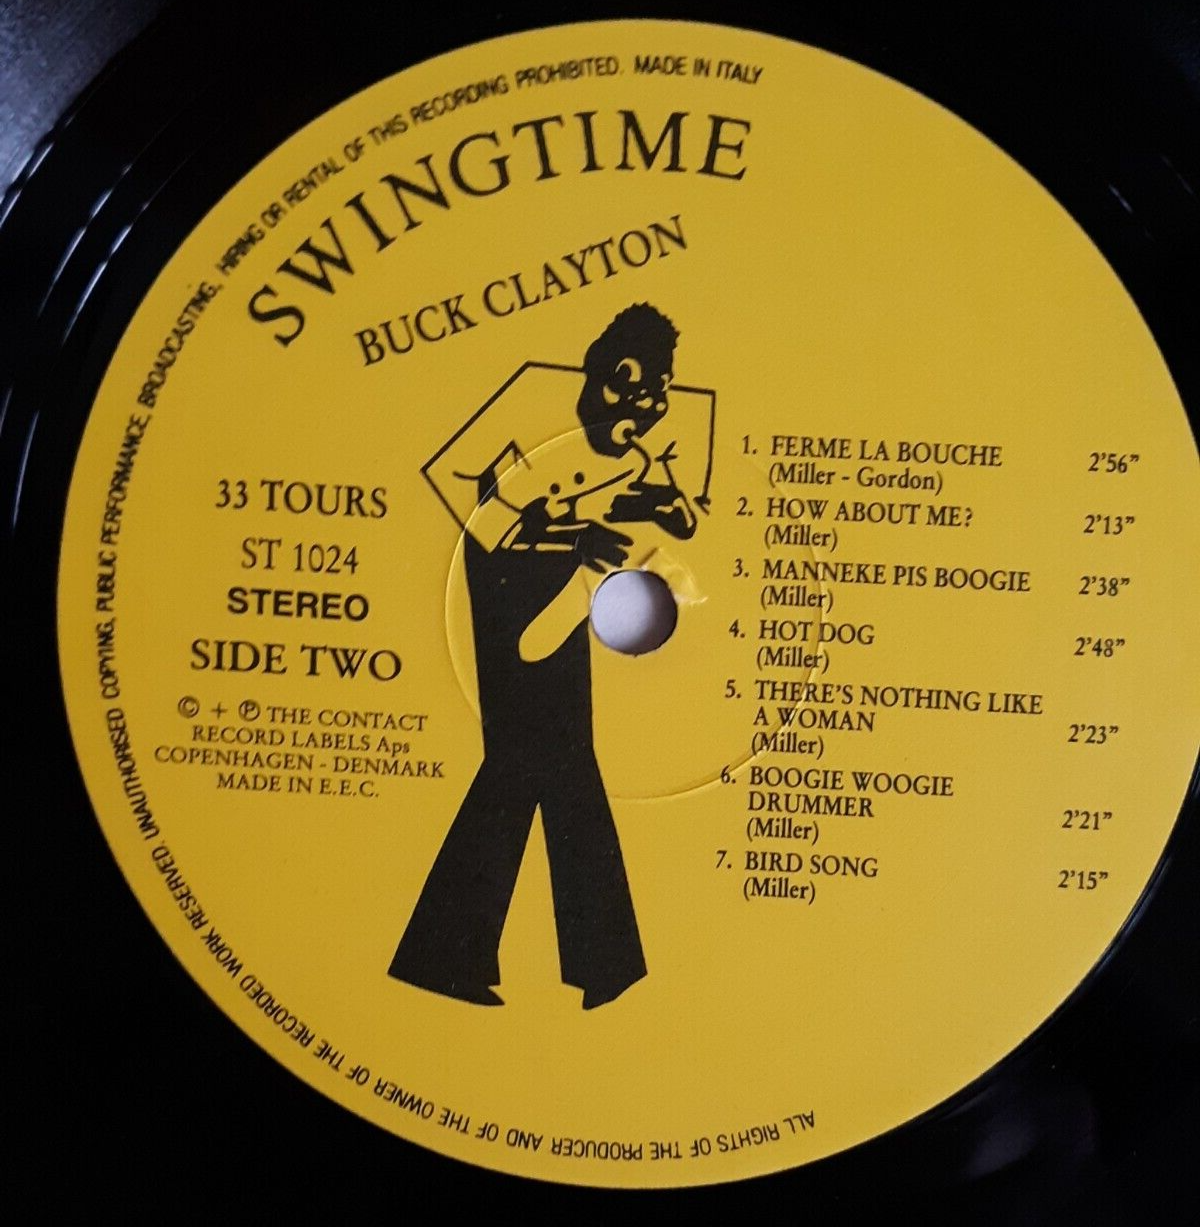 SWINGTIME
BUCK CLAYTON
33 TOURS
ST 1024
STEREO
SIDE TWO
© + ℗ THE CONTACT
RECORD LABELS Aps
COPENHAGEN - DENMARK
MADE IN E.E.C.
1. FERME LA BOUCHE 2'56"
(Miller - Gordon)
2. HOW ABOUT ME? 2'13"
(Miller)
3. MANNEKE PIS BOOGIE 2'38"
(Miller)
4. HOT DOG 2'48"
(Miller)
5. THERE'S NOTHING LIKE
A WOMAN 2'23"
(Miller)
6. BOOGIE WOOGIE
DRUMMER 2'21"
(Miller)
7. BIRD SONG 2'15"
(Miller)
ALL RIGHTS OF THE PRODUCER AND OF THE OWNER OF THE RECORDED WORK RESERVED. UNAUTHORISED COPYING, PUBLIC PERFORMANCE, BROADCASTING, HIRING OR RENTAL OF THIS RECORDING PROHIBITED. MADE IN ITALY